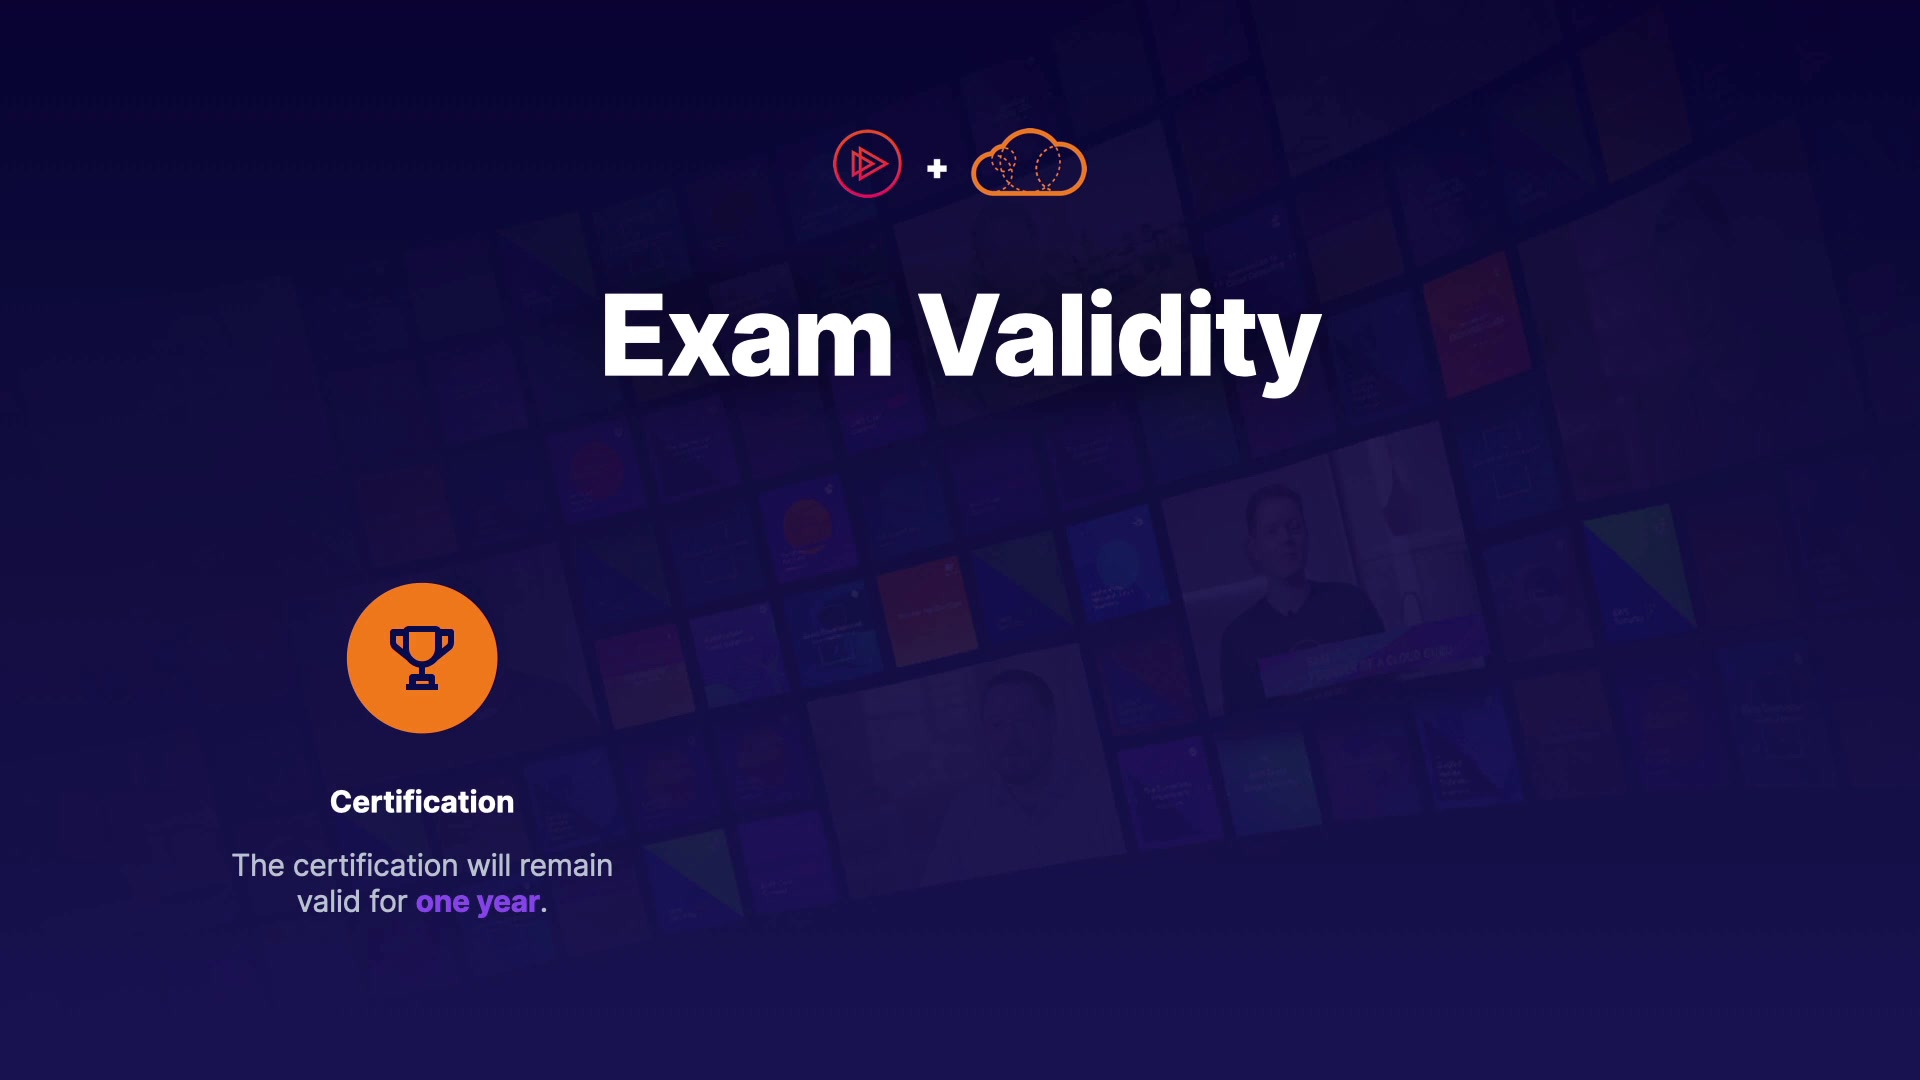 Exam Validity
Certification
The certification will remain
valid for one year.